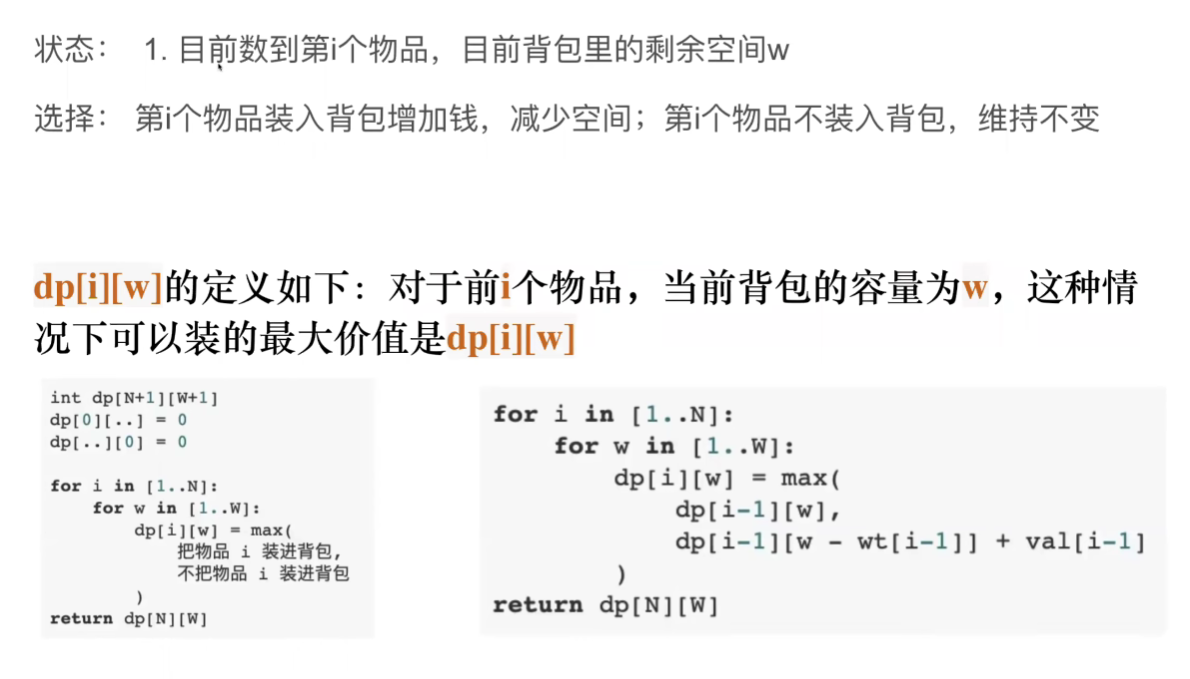 状态： 1. 目前数到第i个物品，目前背包里的剩余空间w
选择： 第i个物品装入背包增加钱，减少空间；第i个物品不装入背包，维持不变
dp[i][w]的定义如下：对于前i个物品，当前背包的容量为w，这种情
况下可以装的最大价值是dp[i][w]
int dp[N+1][W+1]
dp[0][..] = 0
dp[..][0] = 0
for i in [1..N]:
for w in [1..W]:
dp[i][w] = max(
把物品 i 装进背包,
不把物品 i 装进背包
)
return dp[N][W]
for i in [1..N]:
for w in [1..W]:
dp[i][w] = max(
dp[i-1][w],
dp[i-1][w - wt[i-1]] + val[i-1]
)
return dp[N][W]